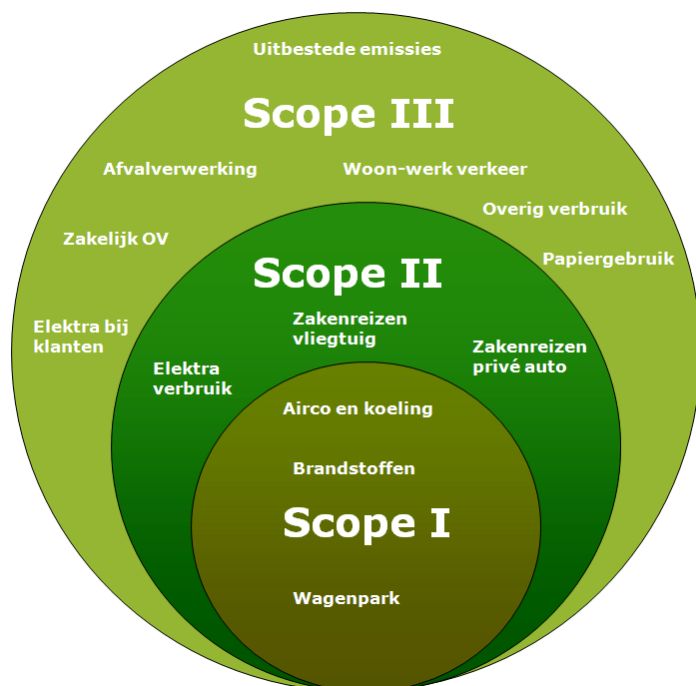 Uitbestede emissies
Scope III
Afvalverwerking
Woon-werk verkeer
Overig verbruik
Zakelijk OV
Papiergebruik
Scope II
Zakenreizen
vliegtuig
Elektra bij
klanten
Zakenreizen
privé auto
Elektra
verbruik
Airco en koeling
Brandstoffen
Scope I
Wagenpark